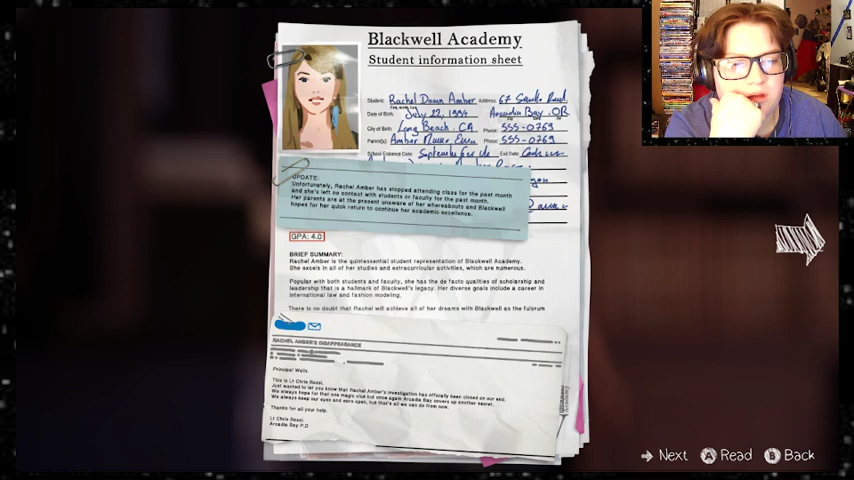 Blackwell Academy
Student information sheet
Student: Rachel Dawn Amber Address: 67
Date of Birth: July 22, 1994 Arcadia Bay, OR
City of Birth: Long Beach, CA Phone: 555-0769
Parent(s): Amber Phone: 555-0769
School Entrance Date: Exit Date:
UPDATE:
Unfortunately, Rachel Amber has stopped attending class for the past month
and she's left no contact with students or faculty for the past month.
Her parents are at the present unsware of her whereabouts and Blackwell
hopes for her quick return to continue her academic excellence.
GPA: 4.0
BRIEF SUMMARY:
Rachel Amber is the quintessential student representation of Blackwell Academy.
She excels in all of her studies and extracurricular activities, which are numerous.
Popular with both students and faculty, she has the de facto qualities of scholarship and
leadership that is a hallmark of Blackwell's legacy. Her diverse goals include a career in
international law and fashion modeling.
There is no doubt that Rachel will achieve all of her dreams with Blackwell as the fulcrum
RACHEL AMBER'S DISAPPEARANCE
Principal Wells,
This is Lt Chris Rossi.
Just wanted to let you know that Rachel Amber's investigation has officially been closed on our end.
We always hope for that one magic clue but once again Arcadia Bay covers up another secret.
We always keep our eyes and ears open, but that's all we can do from now.
Thanks for all your help.
Lt Chris Rossi,
Arcadia Bay P.D
Next A Read B Back